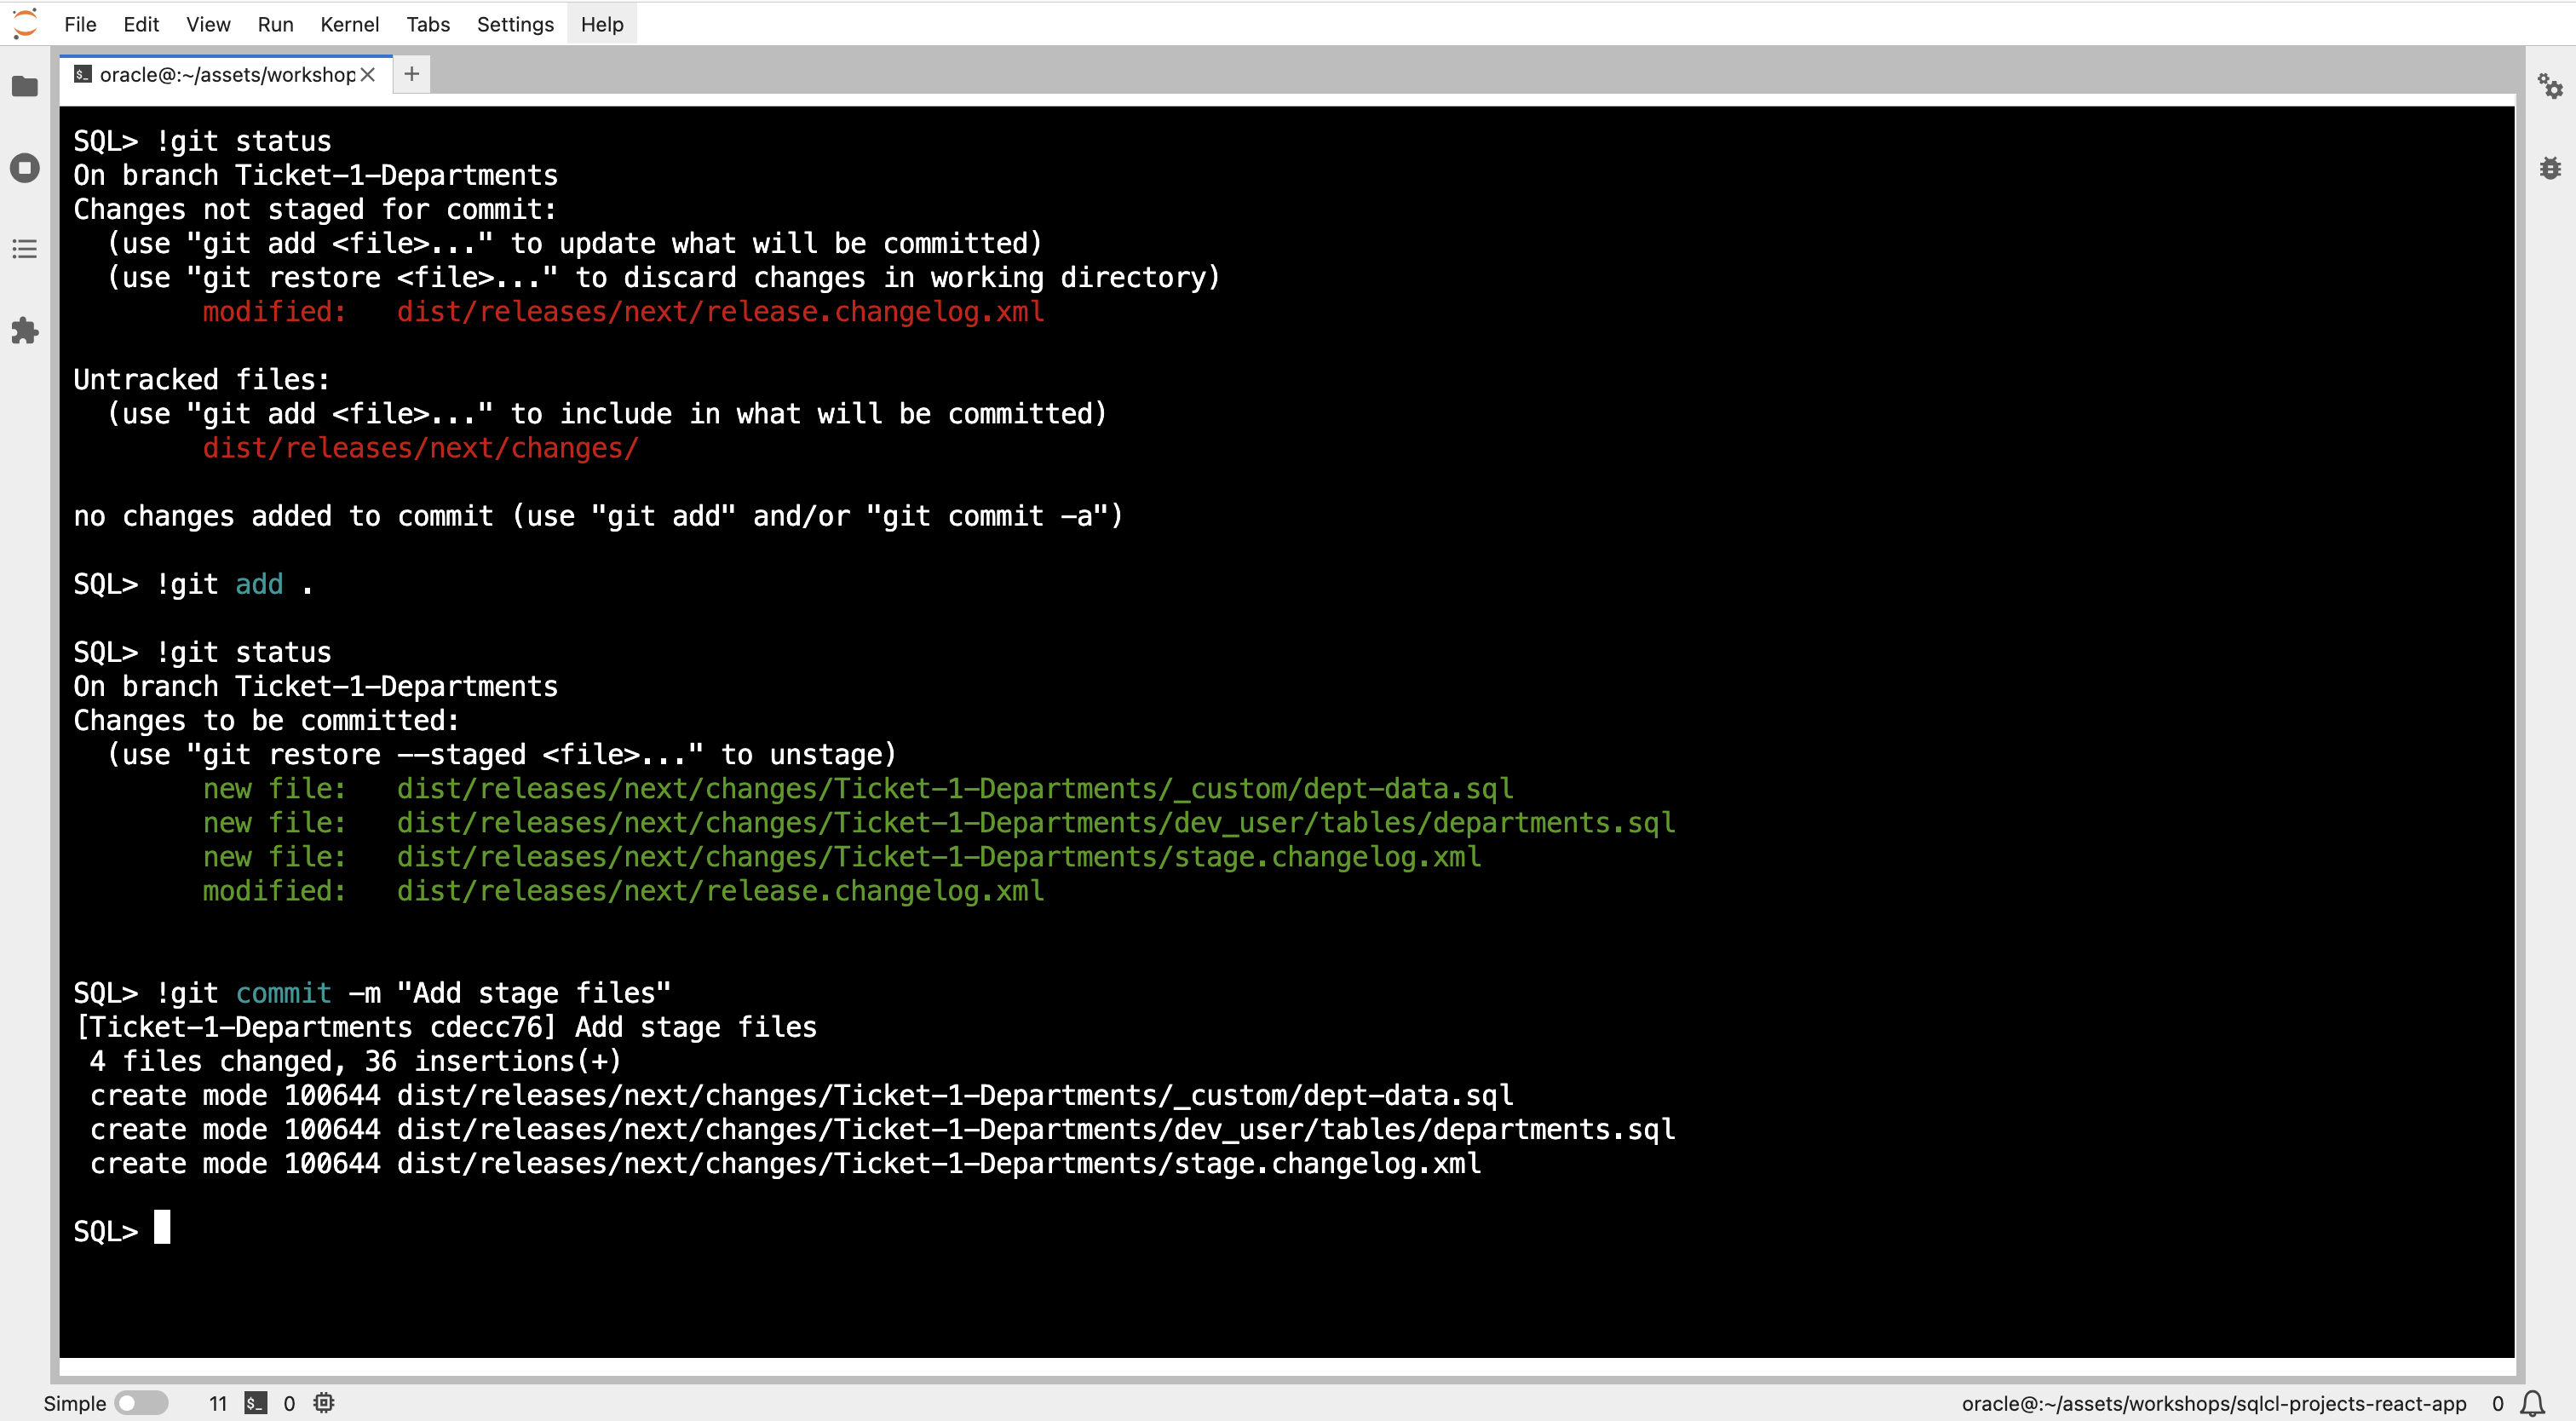 File Edit View Run Kernel Tabs Settings Help
oracle@:~/assets/workshop
SQL> !git status
On branch Ticket-1-Departments
Changes not staged for commit:
  (use "git add <file>..." to update what will be committed)
  (use "git restore <file>..." to discard changes in working directory)
        modified:   dist/releases/next/release.changelog.xml
Untracked files:
  (use "git add <file>..." to include in what will be committed)
        dist/releases/next/changes/
no changes added to commit (use "git add" and/or "git commit -a")
SQL> !git add .
SQL> !git status
On branch Ticket-1-Departments
Changes to be committed:
  (use "git restore --staged <file>..." to unstage)
        new file:   dist/releases/next/changes/Ticket-1-Departments/_custom/dept-data.sql
        new file:   dist/releases/next/changes/Ticket-1-Departments/dev_user/tables/departments.sql
        new file:   dist/releases/next/changes/Ticket-1-Departments/stage.changelog.xml
        modified:   dist/releases/next/release.changelog.xml
SQL> !git commit -m "Add stage files"
[Ticket-1-Departments cdecc76] Add stage files
 4 files changed, 36 insertions(+)
 create mode 100644 dist/releases/next/changes/Ticket-1-Departments/_custom/dept-data.sql
 create mode 100644 dist/releases/next/changes/Ticket-1-Departments/dev_user/tables/departments.sql
 create mode 100644 dist/releases/next/changes/Ticket-1-Departments/stage.changelog.xml
SQL>
Simple 11 $_ 0 oracle@:~/assets/workshops/sqlcl-projects-react-app 0